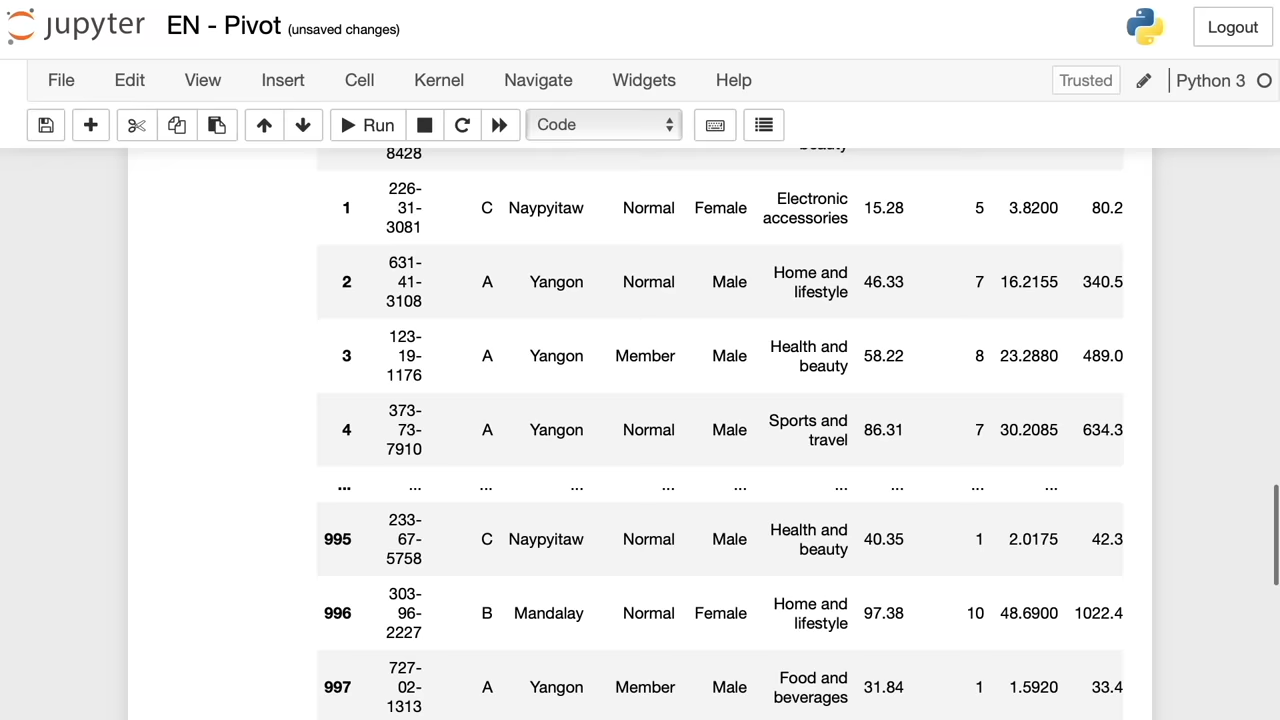 jupyter EN - Pivot (unsaved changes) Logout
File Edit View Insert Cell Kernel Navigate Widgets Help Trusted Python 3
Run Code
8428
1 226-31-3081 C Naypyitaw Normal Female Electronic accessories 15.28 5 3.8200 80.2
2 631-41-3108 A Yangon Normal Male Home and lifestyle 46.33 7 16.2155 340.5
3 123-19-1176 A Yangon Member Male Health and beauty 58.22 8 23.2880 489.0
4 373-73-7910 A Yangon Normal Male Sports and travel 86.31 7 30.2085 634.3
... ... ... ... ... ... ... ... ... ...
995 233-67-5758 C Naypyitaw Normal Male Health and beauty 40.35 1 2.0175 42.3
996 303-96-2227 B Mandalay Normal Female Home and lifestyle 97.38 10 48.6900 1022.4
997 727-02-1313 A Yangon Member Male Food and beverages 31.84 1 1.5920 33.4